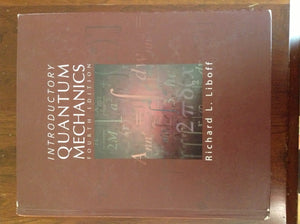 INTRODUCTORY
QUANTUM
MECHANICS
FOURTH EDITION
Richard L. Liboff